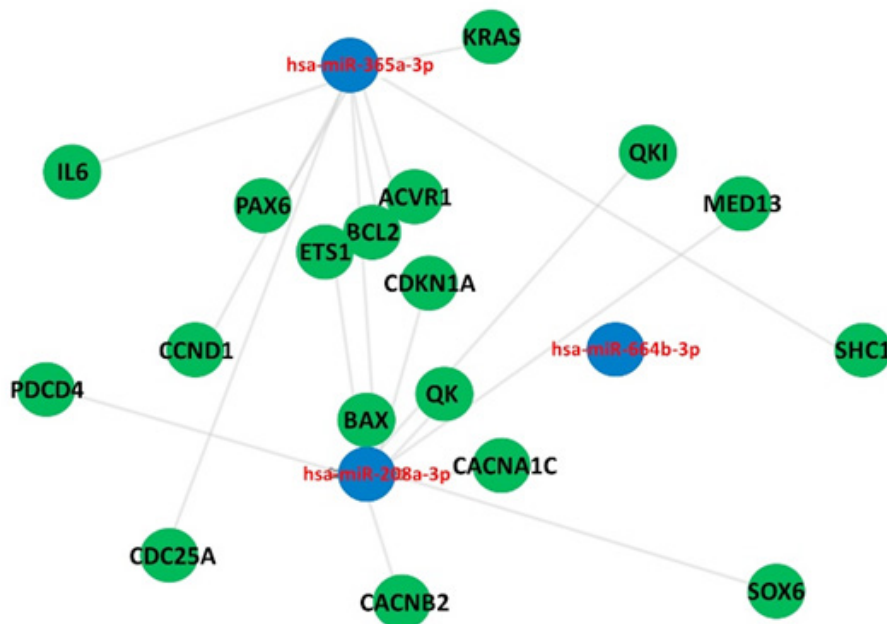 KRAS
hsa-miR-365a-3p
QKI
IL6
ACVR1
PAX6
MED13
BCL2
ETS1
CDKN1A
hsa-miR-664b-3p
CCND1
SHC1
PDCD4
QK
BAX
CACNA1C
hsa-miR-208a-3p
CDC25A
SOX6
CACNB2